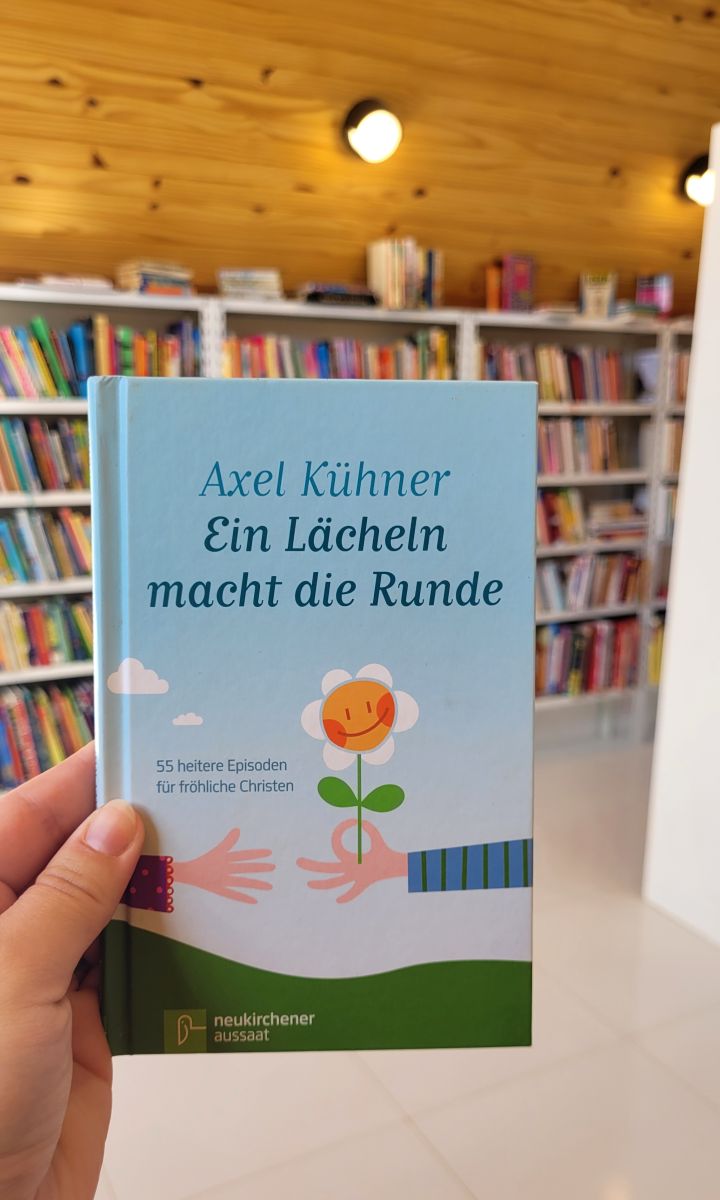 Axel Kühner
Ein Lächeln
macht die Runde
55 heitere Episoden
für fröhliche Christen
neukirchener
aussaat